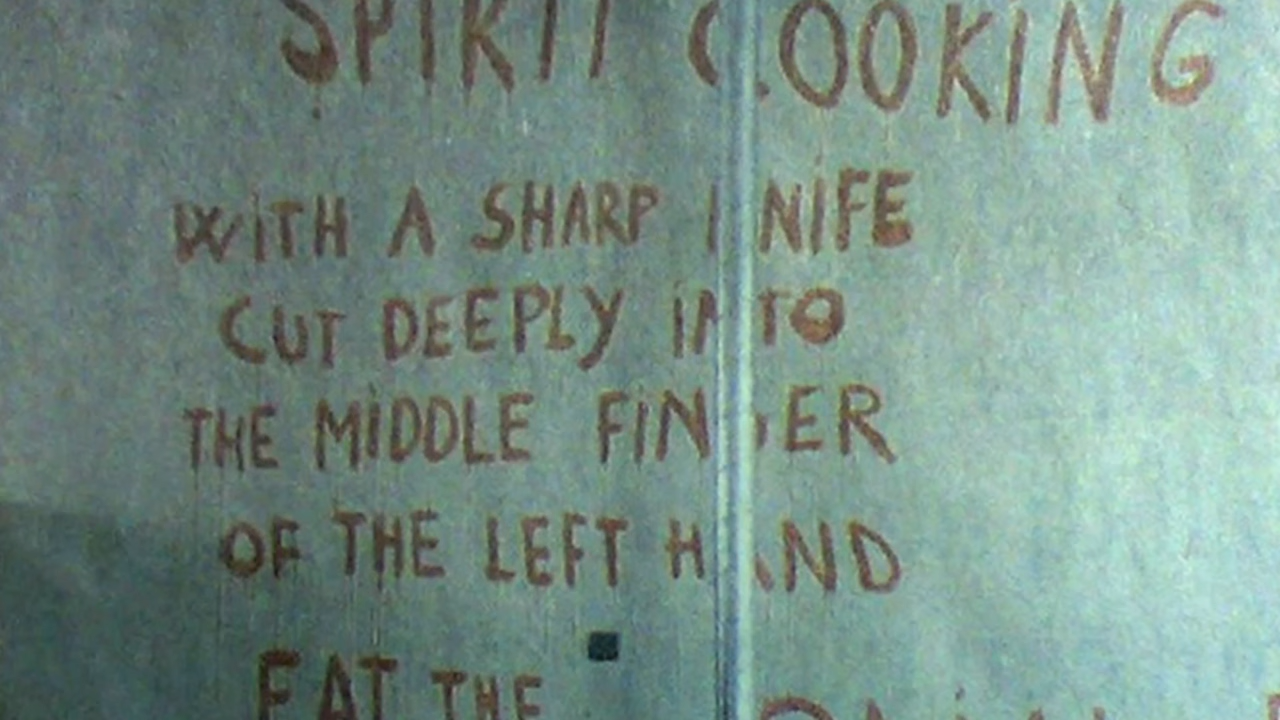 SPIRIT COOKING
WITH A SHARP KNIFE
CUT DEEPLY INTO
THE MIDDLE FINGER
OF THE LEFT HAND
EAT THE